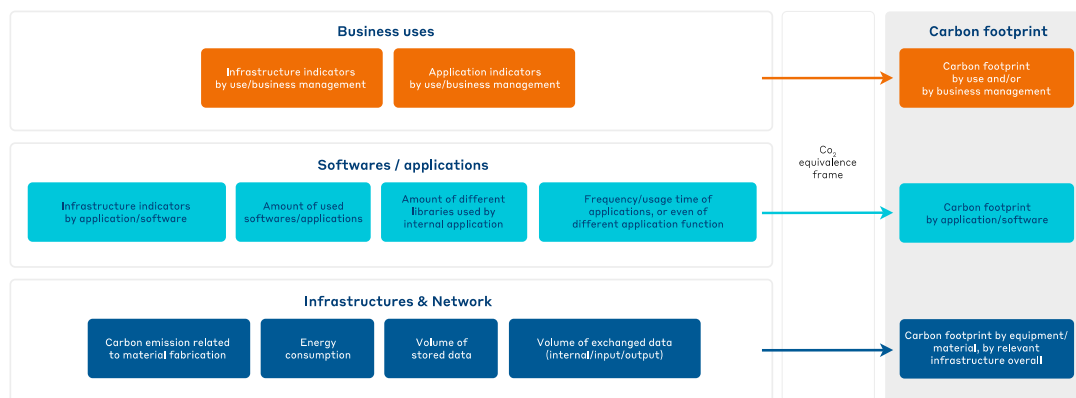 Business uses
Carbon footprint
Infrastructure indicators
by use/business management
Application indicators
by use/business management
Carbon footprint
by use and/or
by business management
Co₂
equivalence
frame
Softwares / applications
Infrastructure indicators
by application/software
Amount of used
softwares/applications
Amount of different
libraries used by
internal application
Frequency/usage time of
applications, or even of
different application function
Carbon footprint
by application/software
Infrastructures & Network
Carbon emission related
to material fabrication
Energy
consumption
Volume of
stored data
Volume of exchanged data
(internal/input/output)
Carbon footprint by equipment/
material, by relevant
infrastructure overall